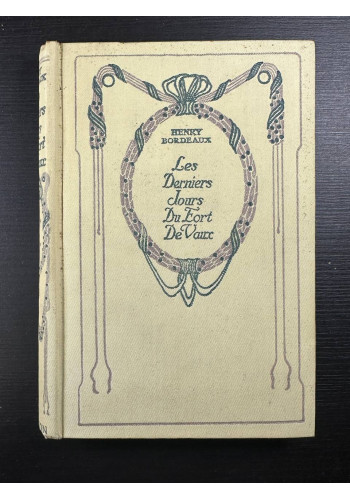 HENRY
BORDEAUX
Les
Derniers
Jours
Du Fort
De Vaux